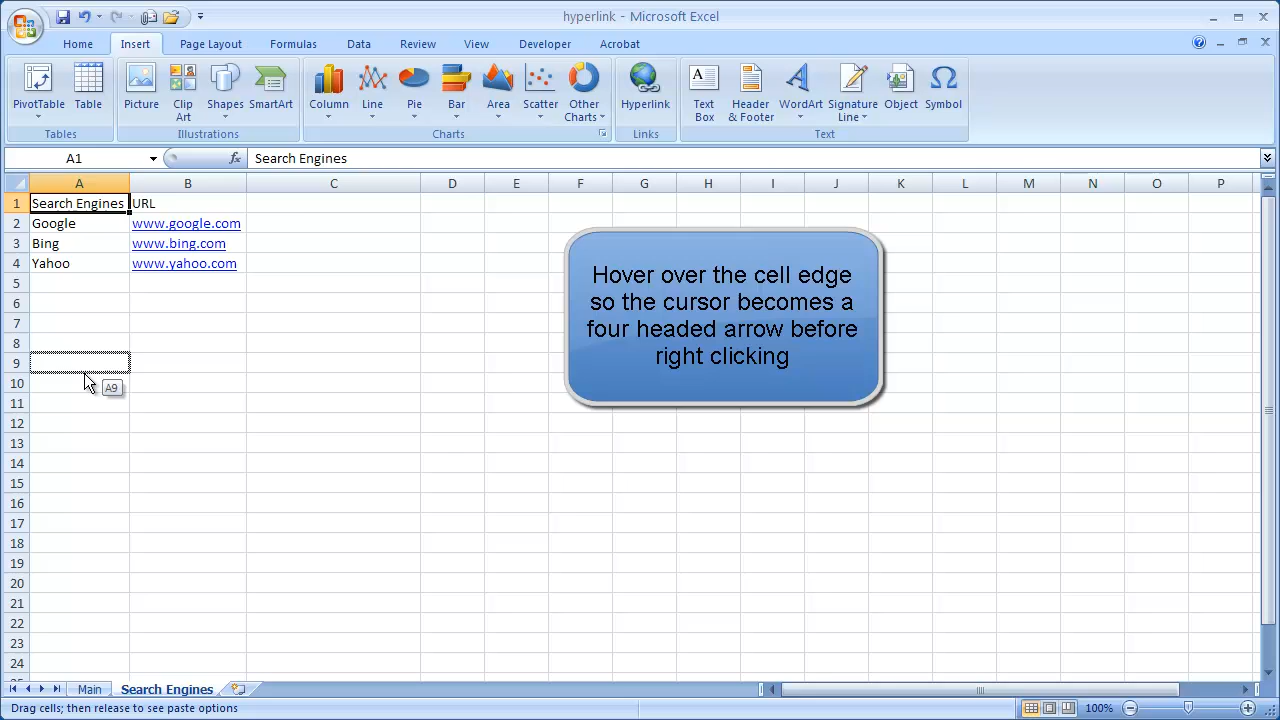 hyperlink - Microsoft Excel
Home Insert Page Layout Formulas Data Review View Developer Acrobat
PivotTable Table Picture Clip Art Shapes SmartArt Column Line Pie Bar Area Scatter Other Charts Hyperlink Text Box Header & Footer WordArt Signature Line Object Symbol
Tables Illustrations Charts Links Text
A1 fx Search Engines
A B C D E F G H I J K L M N O P
1 Search Engines URL
2 Google www.google.com
3 Bing www.bing.com
4 Yahoo www.yahoo.com
5
6
7
8
9
10
11
12
13
14
15
16
17
18
19
20
21
22
23
24
A9
Hover over the cell edge
so the cursor becomes a
four headed arrow before
right clicking
Main Search Engines
Drag cells; then release to see paste options
100%